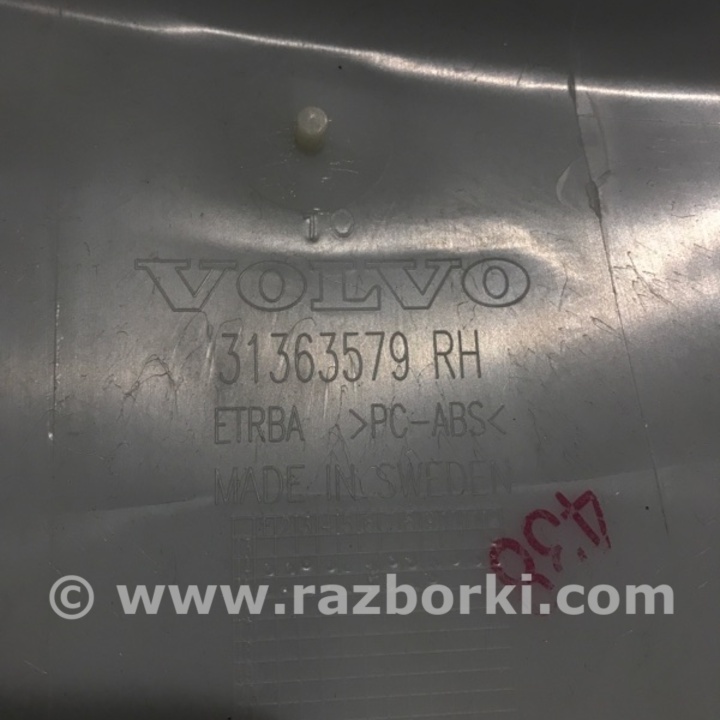 VOLVO
31363579 RH
ETRBA >PC-ABS<
MADE IN SWEDEN
© www.razborki.com